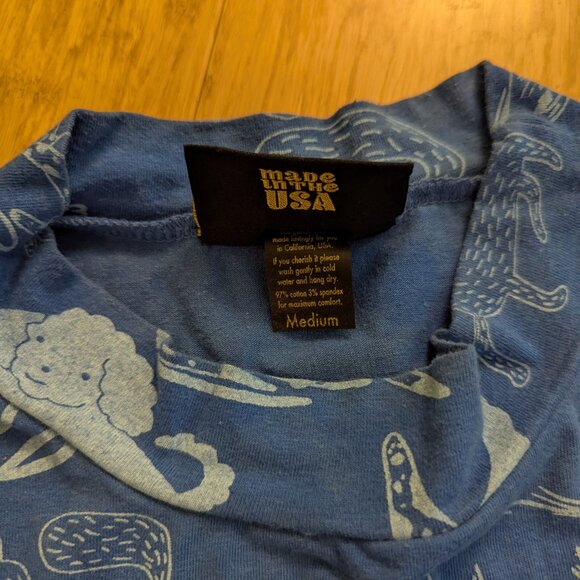 made
in the
USA
made lovingly for you
in California, USA.
If you cherish it please
wash gently in cold
water and hang dry.
97% cotton 3% spandex
for maximum comfort.
Medium